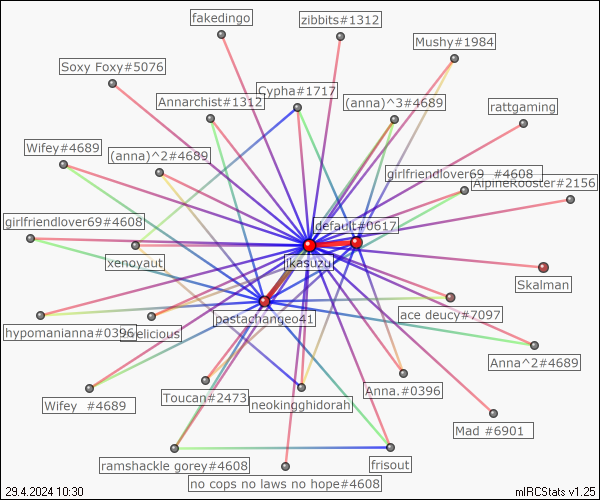 fakedingo
zibbits#1312
Mushy#1984
Soxy Foxy#5076
Cypha#1717
Annarchist#1312
(anna)^3#4689
rattgaming
Wifey#4689
(anna)^2#4689
girlfriendlover69 #4608
AlpineRooster#2156
girlfriendlover69#4608
default#0617
xenoyaut
ikasuzu
Skalman
pastachangeo41
ace deucy#7097
hypomanianna#0396
elicious
Anna^2#4689
Toucan#2473
Anna.#0396
Wifey #4689
neokingghidorah
Mad #6901
ramshackle gorey#4608
frisout
no cops no laws no hope#4608
29.4.2024 10:30
mIRCStats v1.25